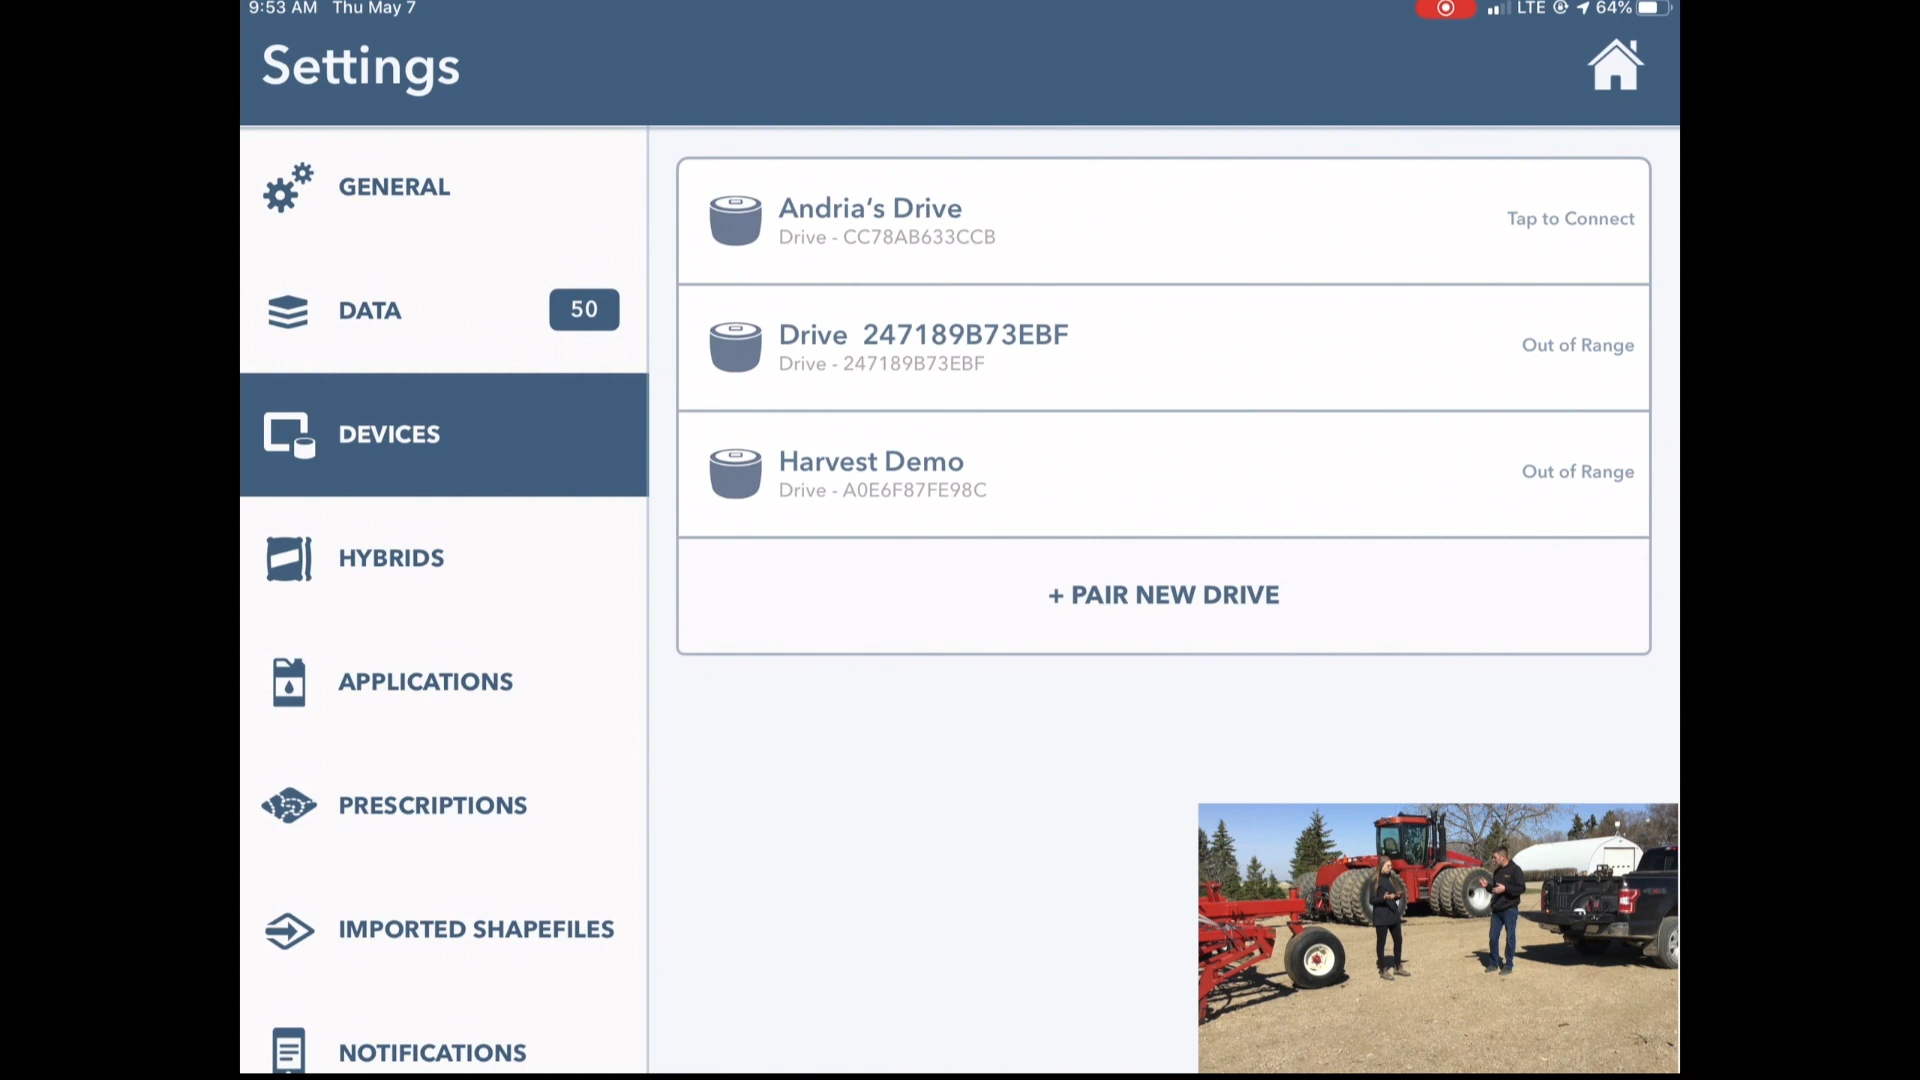 9:53 AM Thu May 7
LTE 64%
Settings
GENERAL
DATA 50
DEVICES
HYBRIDS
APPLICATIONS
PRESCRIPTIONS
IMPORTED SHAPEFILES
NOTIFICATIONS
Andria's Drive
Drive - CC78AB633CCB
Tap to Connect
Drive 247189B73EBF
Drive - 247189B73EBF
Out of Range
Harvest Demo
Drive - A0E6F87FE98C
Out of Range
+ PAIR NEW DRIVE